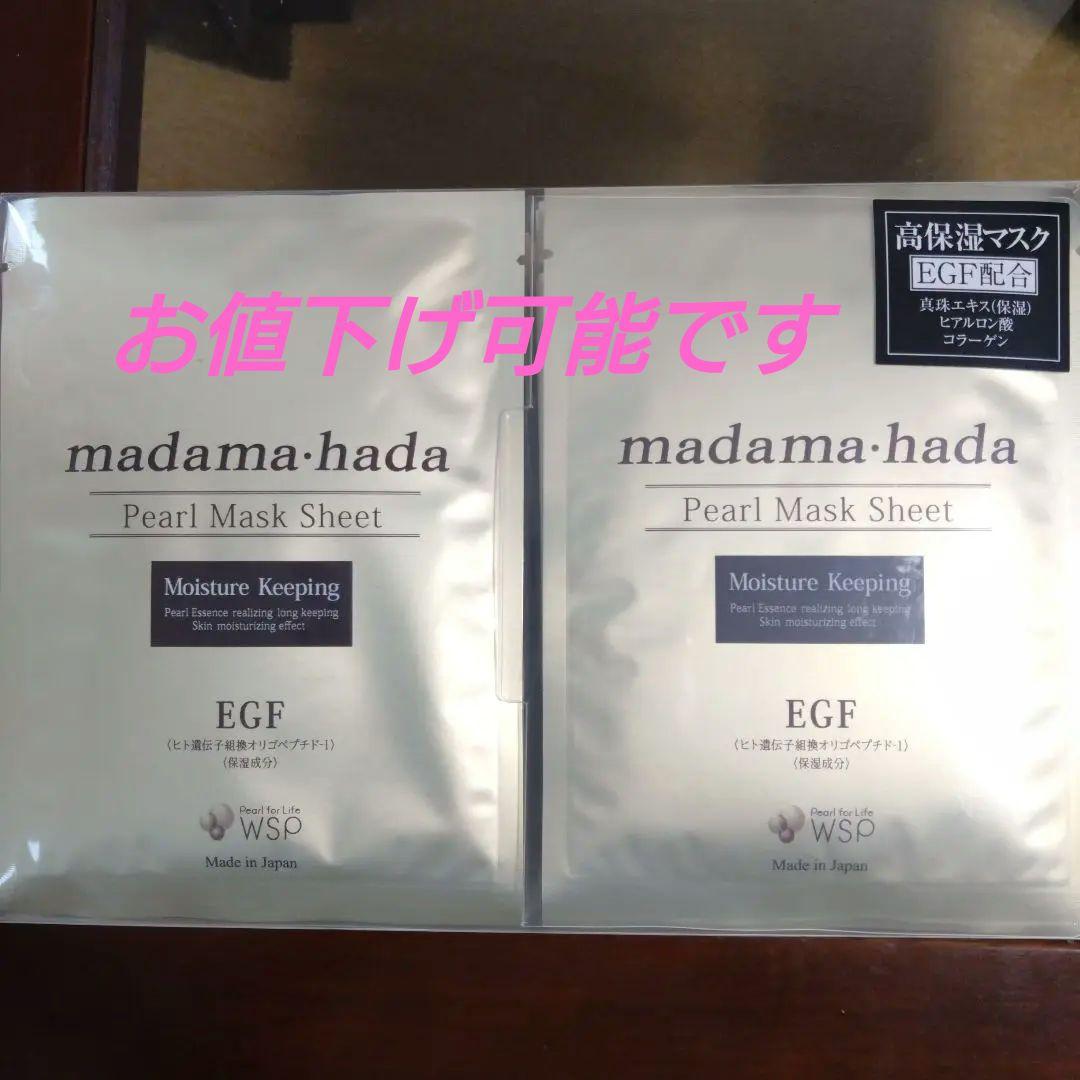 お値下げ可能です
madama・hada
Pearl Mask Sheet
Moisture Keeping
Pearl Essence realizing long keeping
Skin moisturizing effect
EGF
〈ヒト遺伝子組換オリゴペプチド-1〉
〈保湿成分〉
Pearl for Life
WSP
Made in Japan
高保湿マスク
EGF配合
真珠エキス(保湿)
ヒアルロン酸
コラーゲン
madama・hada
Pearl Mask Sheet
Moisture Keeping
Pearl Essence realizing long keeping
Skin moisturizing effect
EGF
〈ヒト遺伝子組換オリゴペプチド-1〉
〈保湿成分〉
Pearl for Life
WSP
Made in Japan